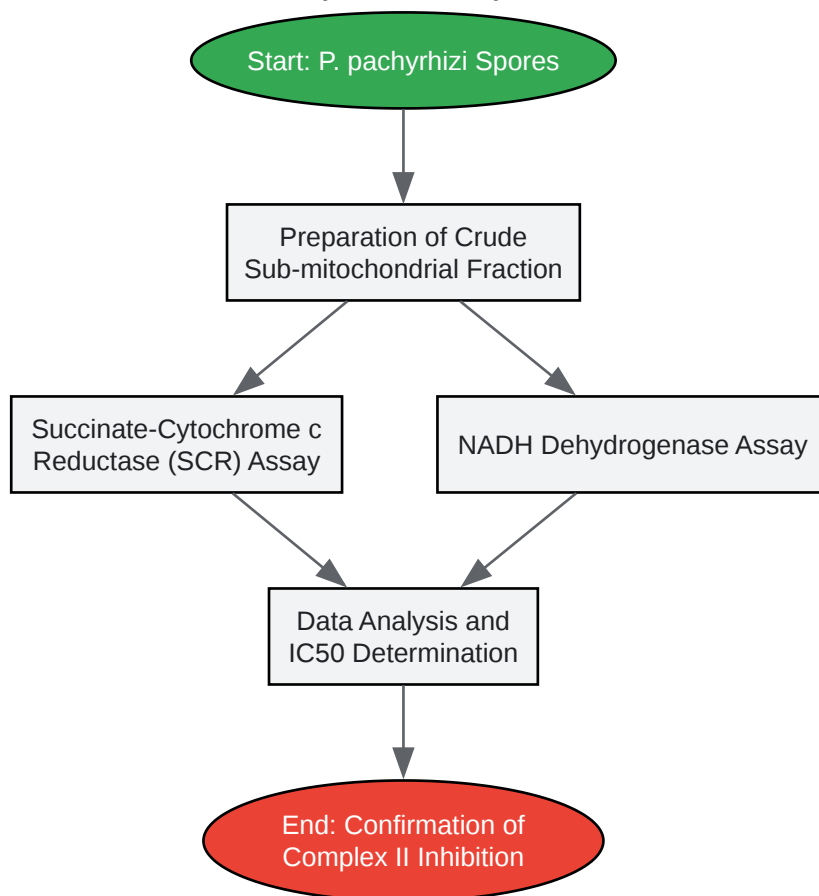 Start: P. pachyrhizi Spores
Preparation of Crude
Sub-mitochondrial Fraction
Succinate-Cytochrome c
Reductase (SCR) Assay
NADH Dehydrogenase Assay
Data Analysis and
IC50 Determination
End: Confirmation of
Complex II Inhibition